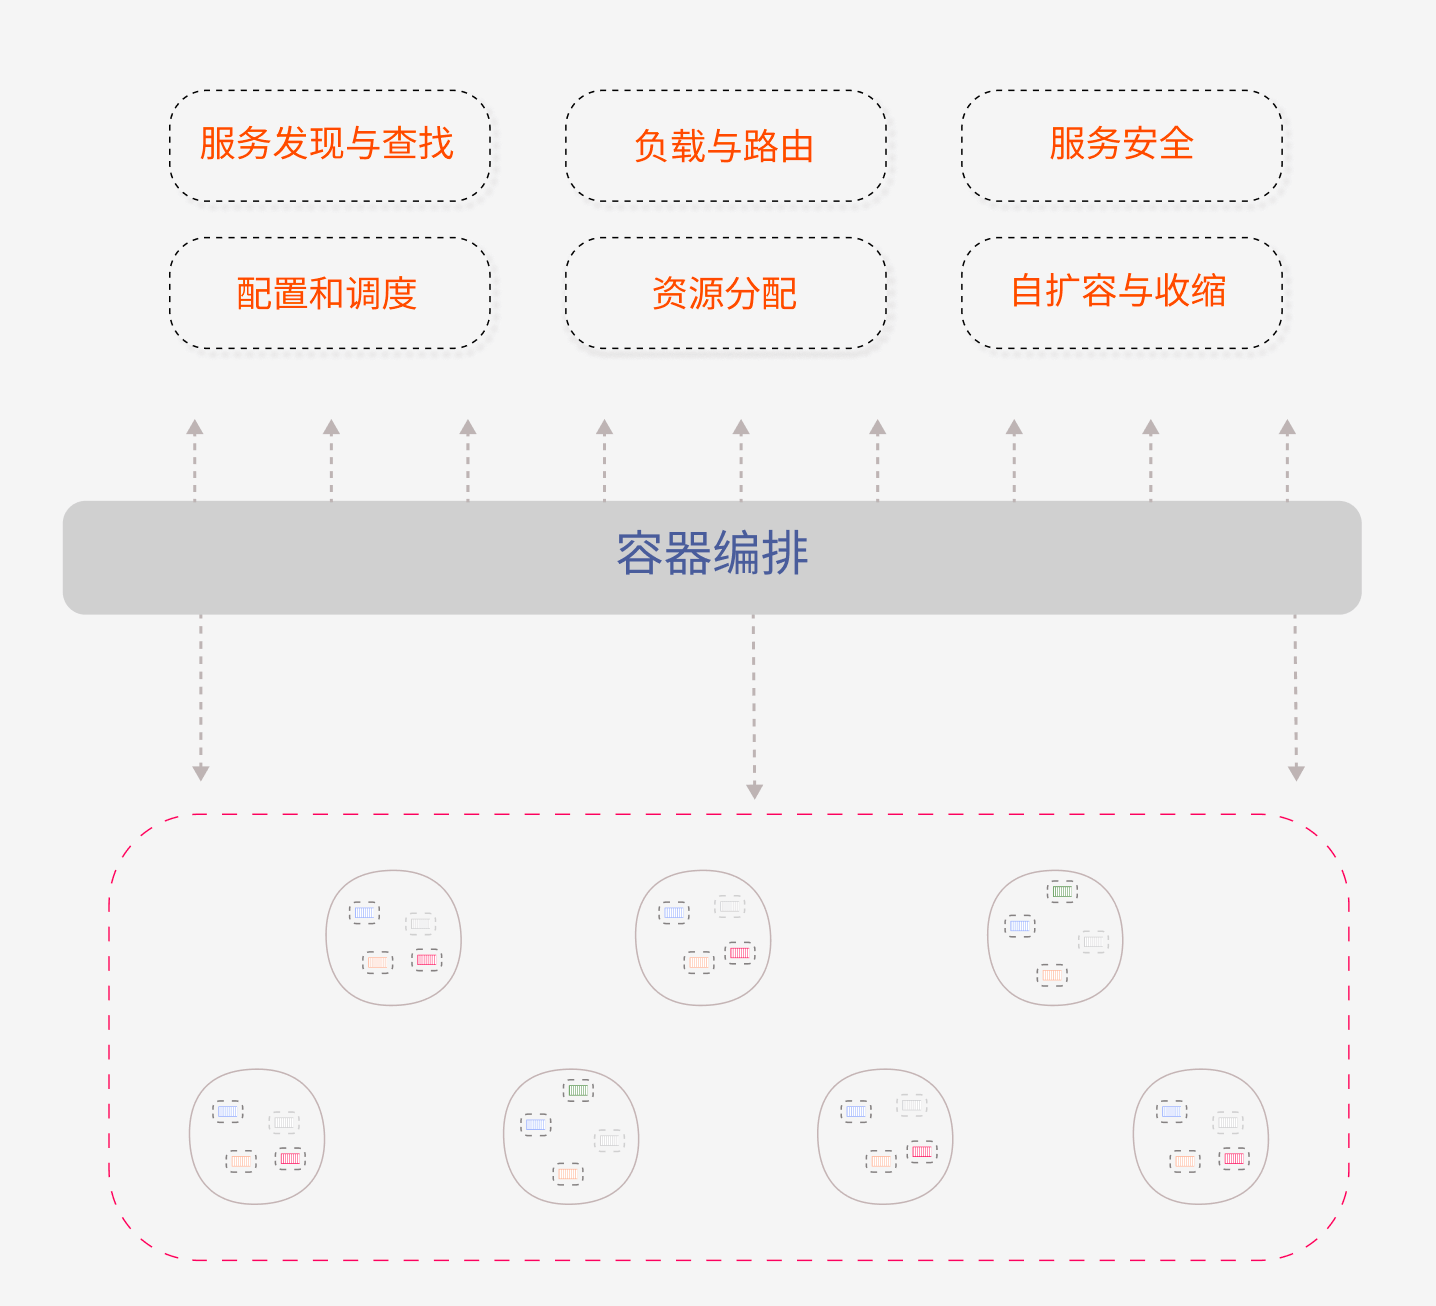 服务发现与查找
负载与路由
服务安全
配置和调度
资源分配
自扩容与收缩
容器编排